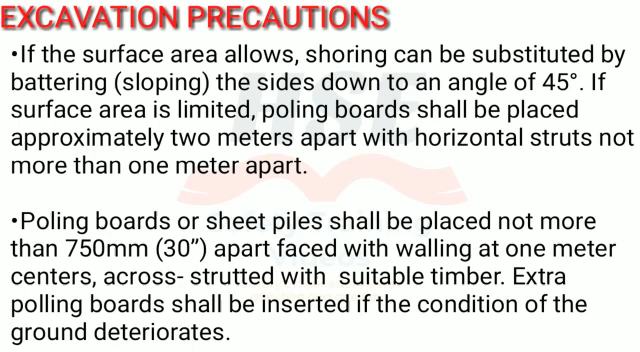 EXCAVATION PRECAUTIONS
•If the surface area allows, shoring can be substituted by
battering (sloping) the sides down to an angle of 45°. If
surface area is limited, poling boards shall be placed
approximately two meters apart with horizontal struts not
more than one meter apart.
•Poling boards or sheet piles shall be placed not more
than 750mm (30”) apart faced with walling at one meter
centers, across- strutted with  suitable timber. Extra
polling boards shall be inserted if the condition of the
ground deteriorates.
HSE